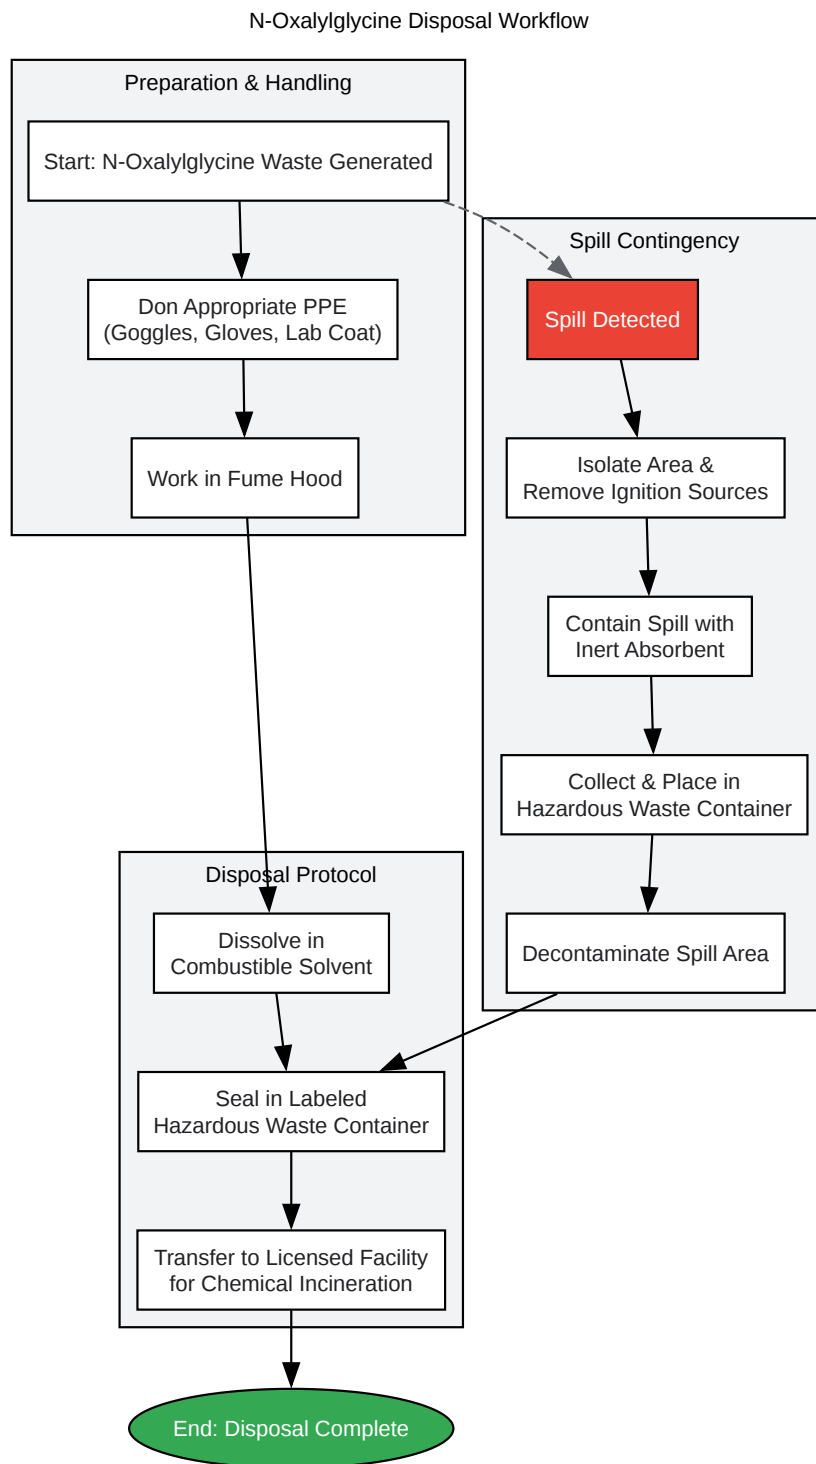 N-Oxalylglycine Disposal Workflow
Preparation & Handling
Start: N-Oxalylglycine Waste Generated
Don Appropriate PPE
(Goggles, Gloves, Lab Coat)
Work in Fume Hood
Spill Contingency
Spill Detected
Isolate Area &
Remove Ignition Sources
Contain Spill with
Inert Absorbent
Collect & Place in
Hazardous Waste Container
Decontaminate Spill Area
Disposal Protocol
Dissolve in
Combustible Solvent
Seal in Labeled
Hazardous Waste Container
Transfer to Licensed Facility
for Chemical Incineration
End: Disposal Complete